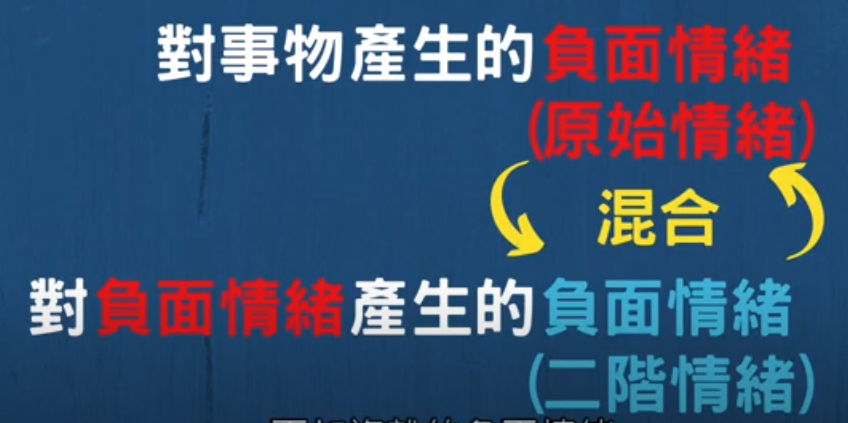 對事物產生的負面情緒
(原始情緒)
混合
對負面情緒產生的負面情緒
(二階情緒)